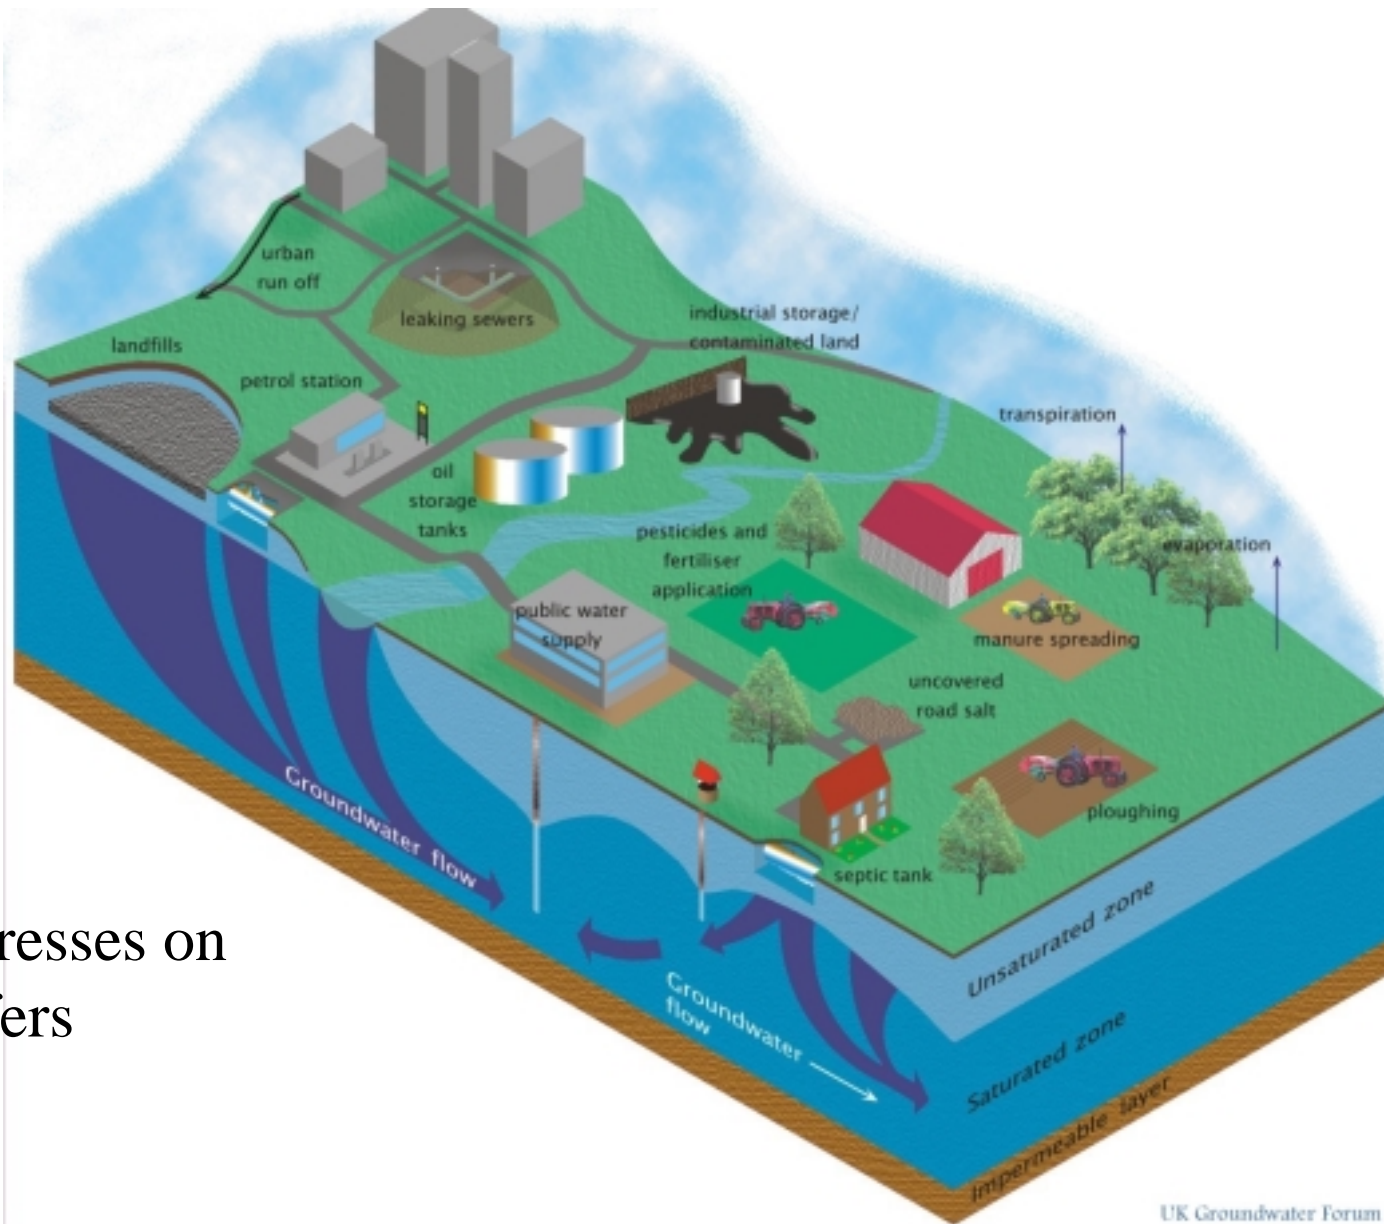 urban
run off
leaking sewers
industrial storage/
contaminated land
landfills
petrol station
transpiration
oil
storage
tanks
pesticides and
fertiliser
application
evaporation
public water
supply
manure spreading
uncovered
road salt
ploughing
Groundwater flow
septic tank
Unsaturated zone
resses on
ers
Groundwater
flow
Saturated zone
Impermeable layer
UK Groundwater Forum